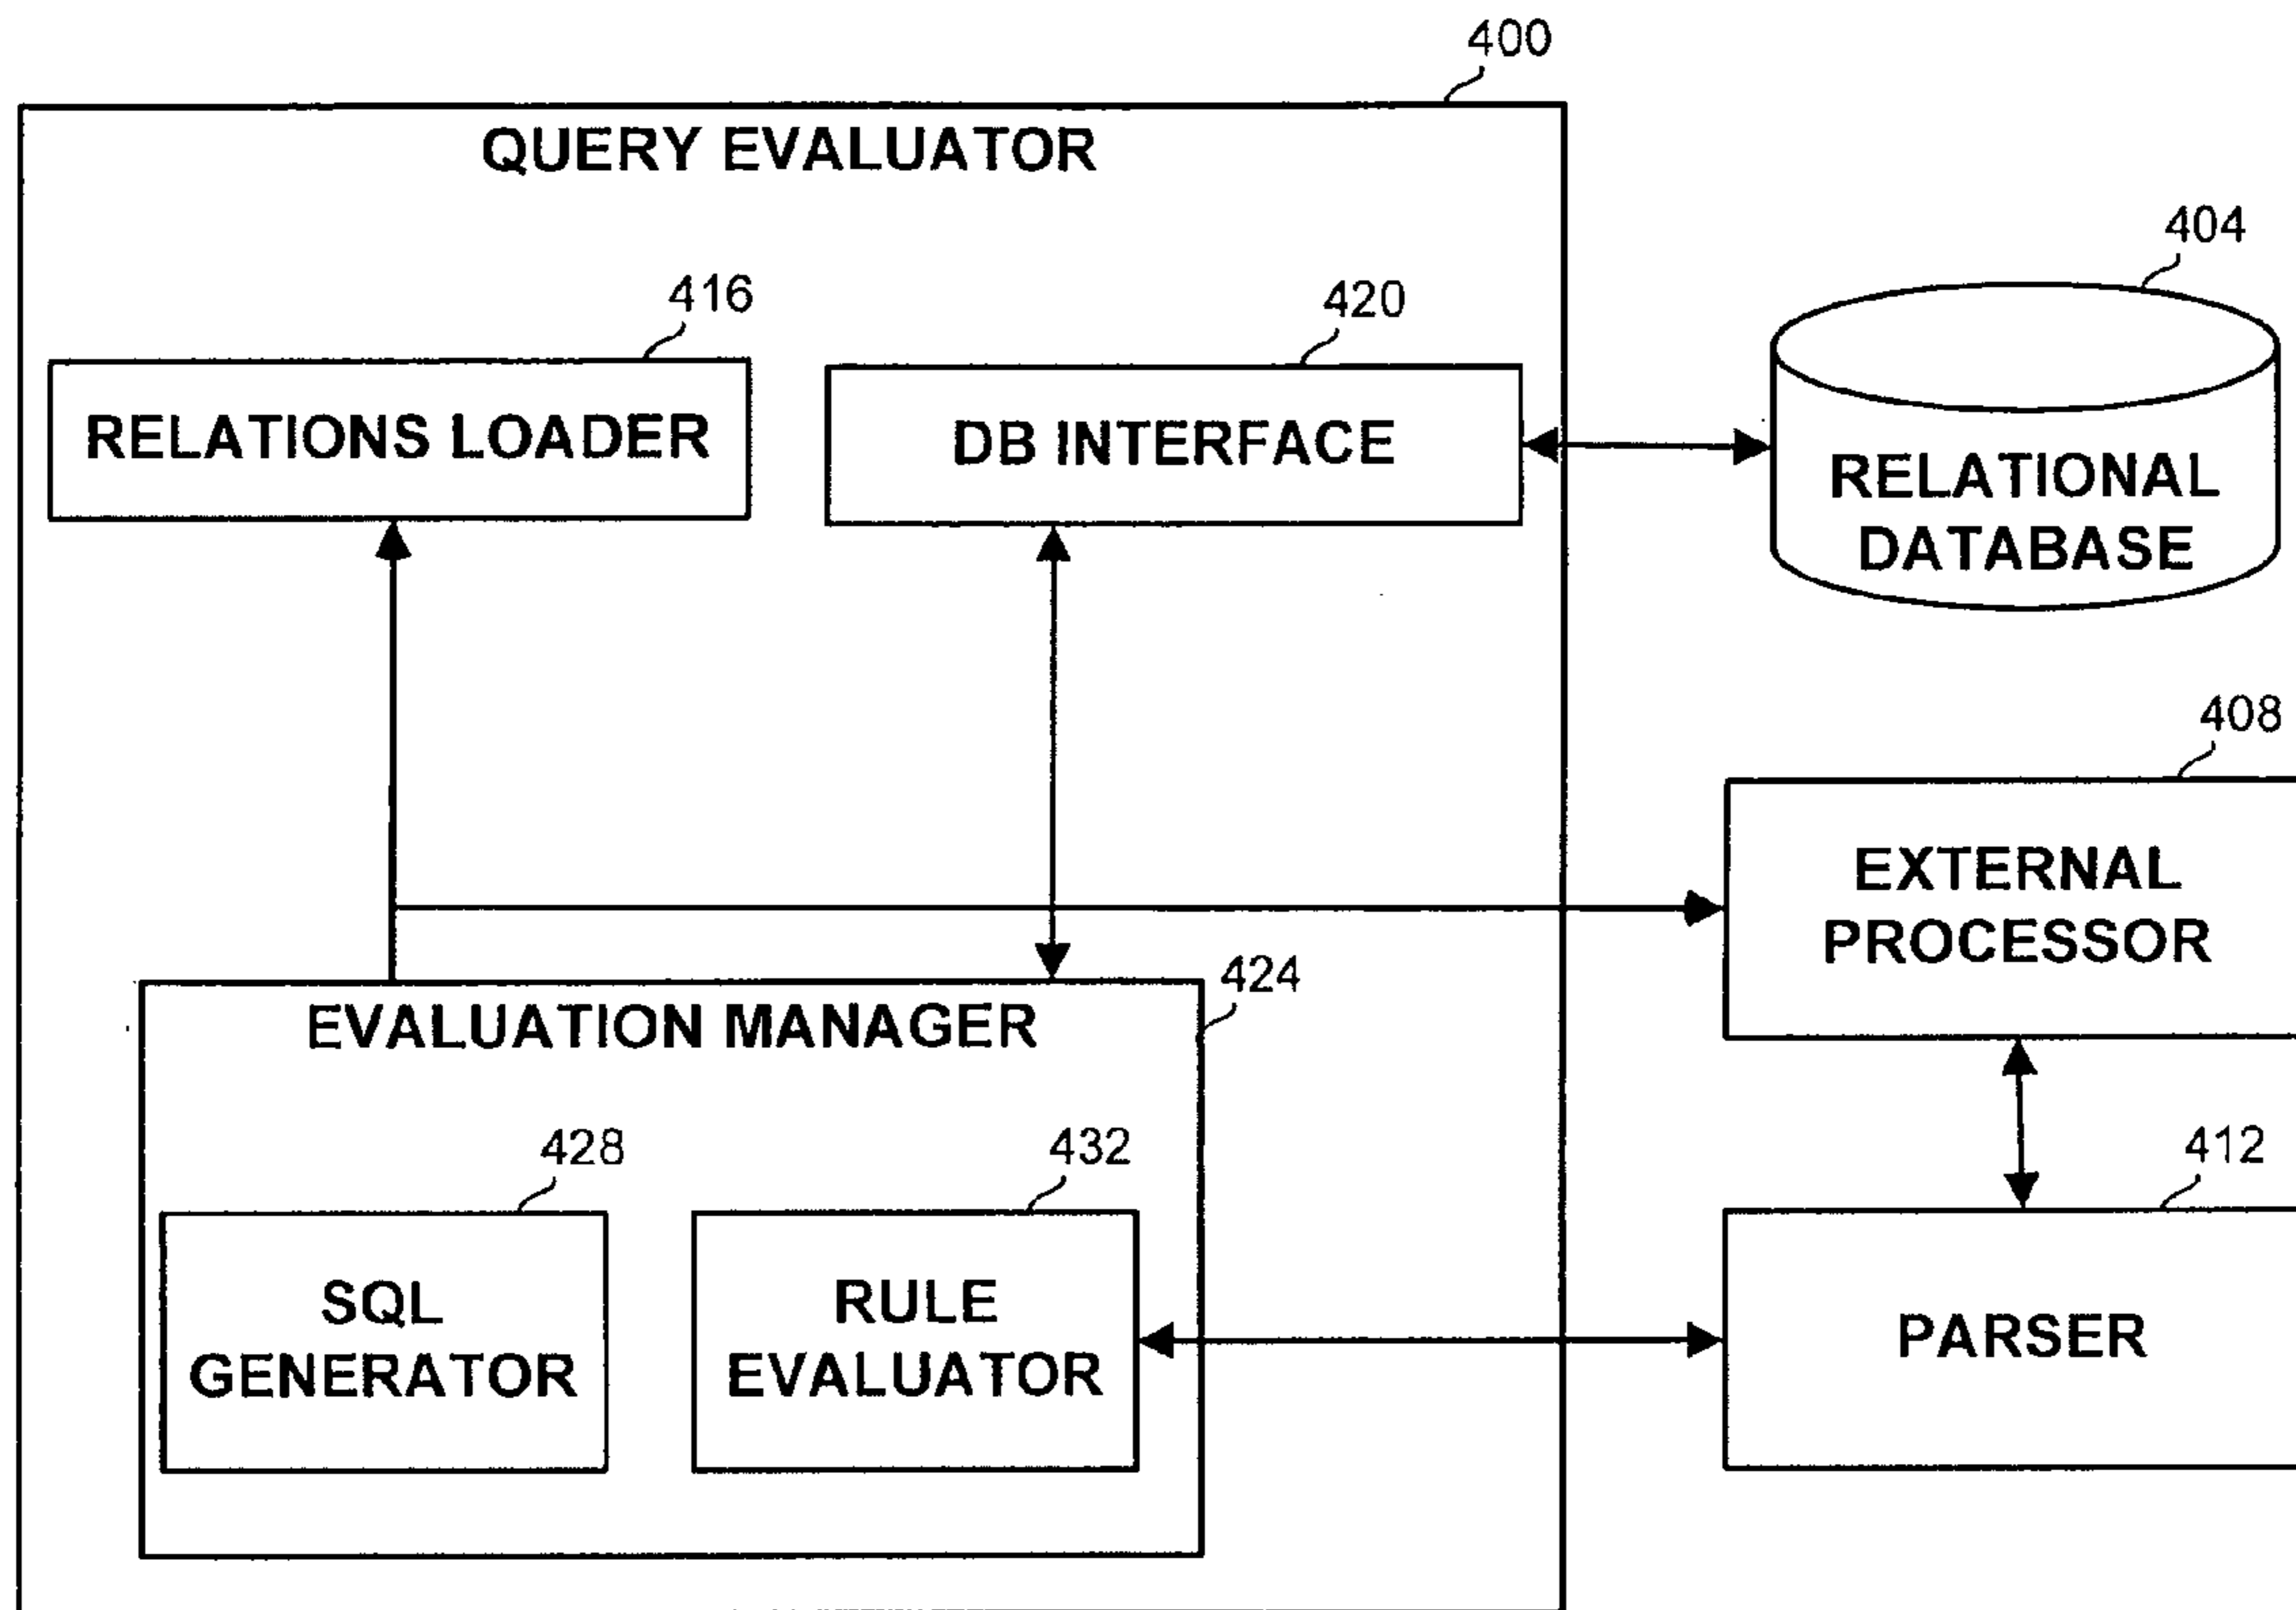 400
QUERY EVALUATOR
404
416
420
RELATIONS LOADER
DB INTERFACE
RELATIONAL
DATABASE
408
EXTERNAL
PROCESSOR
424
EVALUATION MANAGER
428
432
412
SQL
GENERATOR
RULE
EVALUATOR
PARSER